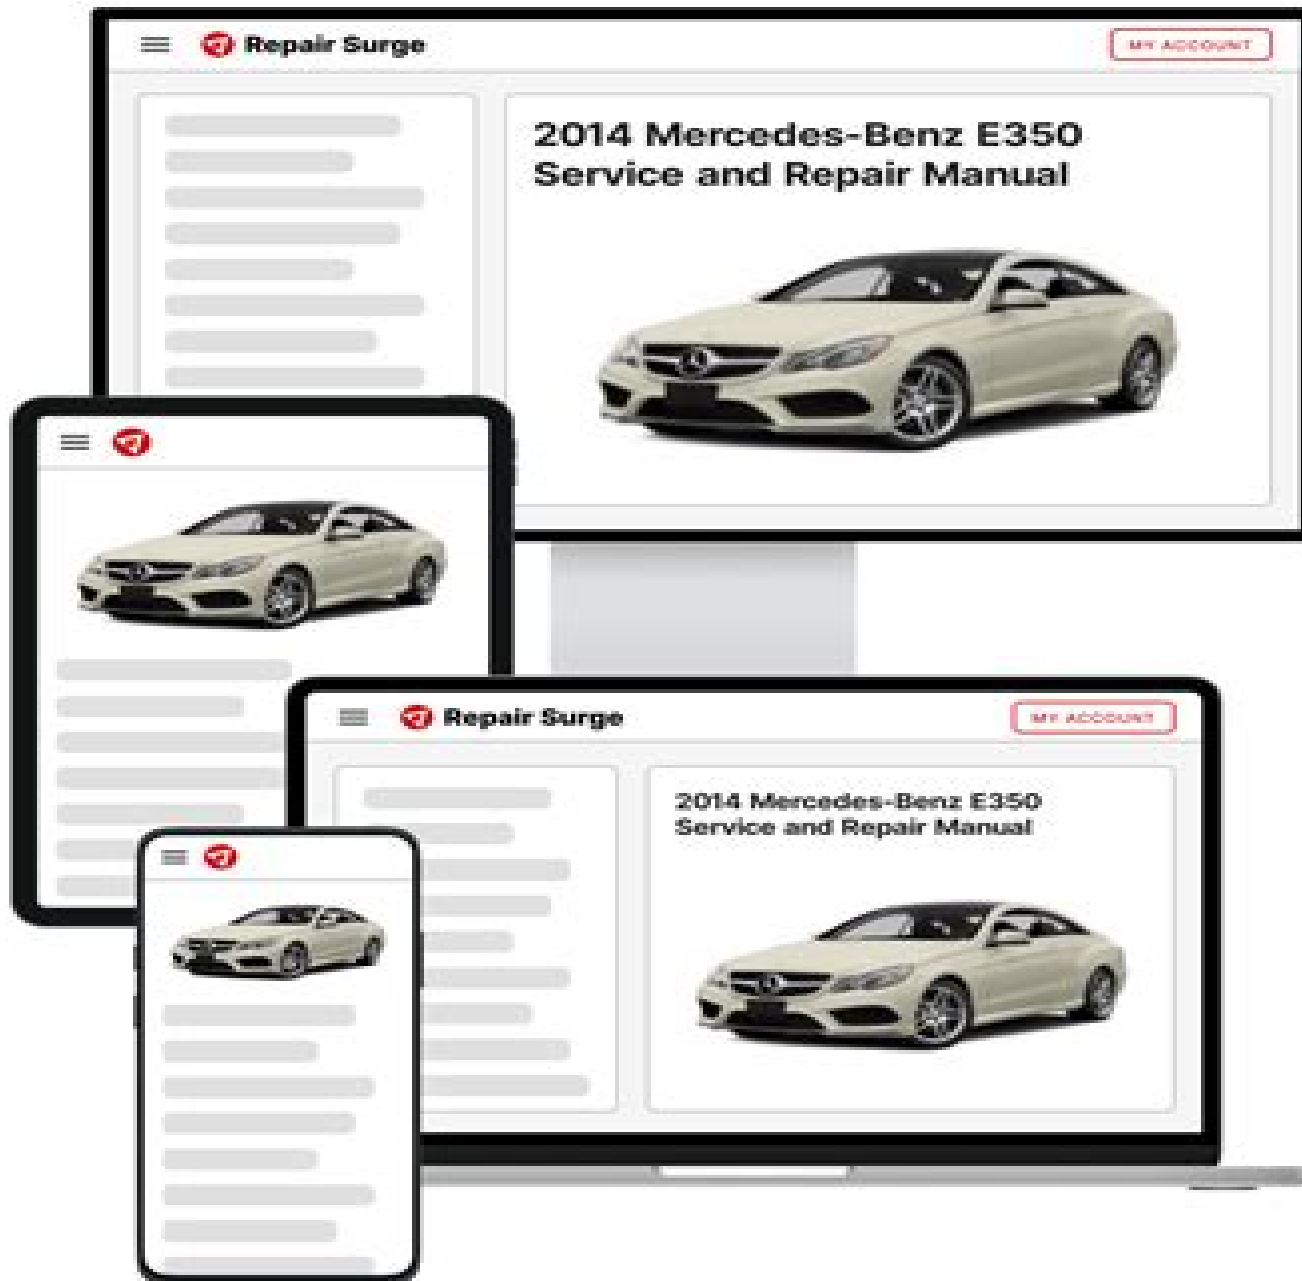 Repair Surge
MY ACCOUNT
2014 Mercedes-Benz E350
Service and Repair Manual
Repair Surge
MY ACCOUNT
2014 Mercedes-Benz E350
Service and Repair Manual